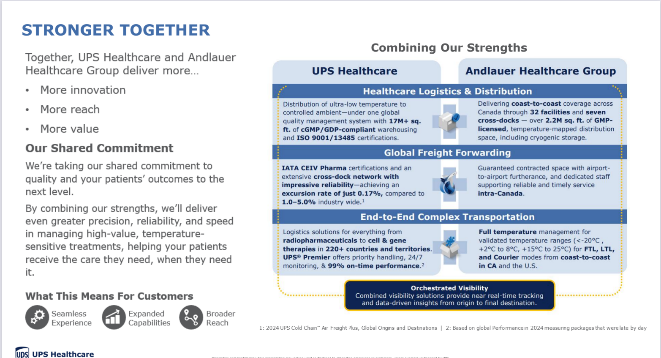 STRONGER TOGETHER
Together, UPS Healthcare and Andlauer
Healthcare Group deliver more…
• More innovation
• More reach
• More value
Our Shared Commitment
We're taking our shared commitment to
quality and your patients' outcomes to the
next level.
By combining our strengths, we'll deliver
even greater precision, reliability, and speed
in managing high-value, temperature-
sensitive treatments, helping your patients
receive the care they need, when they need
it.
What This Means For Customers
Seamless
Experience
Expanded
Capabilities
Broader
Reach
Combining Our Strengths
UPS Healthcare
Andlauer Healthcare Group
Healthcare Logistics & Distribution
Distribution of ultra-low temperature to
controlled ambient—under one global
quality management system with 17M+ sq.
ft. of cGMP/GDP-compliant warehousing
and ISO 9001/13485 certifications.
Delivering coast-to-coast coverage across
Canada through 32 facilities and seven
cross-docks — over 2.2M sq. ft. of GMP-
licensed, temperature-mapped distribution
space, including cryogenic storage.
Global Freight Forwarding
IATA CEIV Pharma certifications and an
extensive cross-dock network with
impressive reliability—achieving an
excursion rate of just 0.17%, compared to
1.0–5.0% industry wide.¹
Guaranteed contracted space with airport-
to-airport furtherance, and dedicated staff
supporting reliable and timely service
intra-Canada.
End-to-End Complex Transportation
Logistics solutions for everything from
radiopharmaceuticals to cell & gene
therapies in 220+ countries and territories.
UPS® Premier offers priority handling, 24/7
monitoring, & 99% on-time performance.²
Full temperature management for
validated temperature ranges (<-20°C ,
+2°C to +8°C, +15°C to 25°C) for FTL, LTL,
and Courier modes from coast-to-coast
in CA and the U.S.
Orchestrated Visibility
Combined visibility solutions provide near real-time tracking
and data-driven insights from origin to final destination.
1: 2024 UPS Cold Chain™ Air Freight Plus, Global Origins and Destinations | 2: Based on global Performance in 2024 measuring packages that were late by day
UPS Healthcare